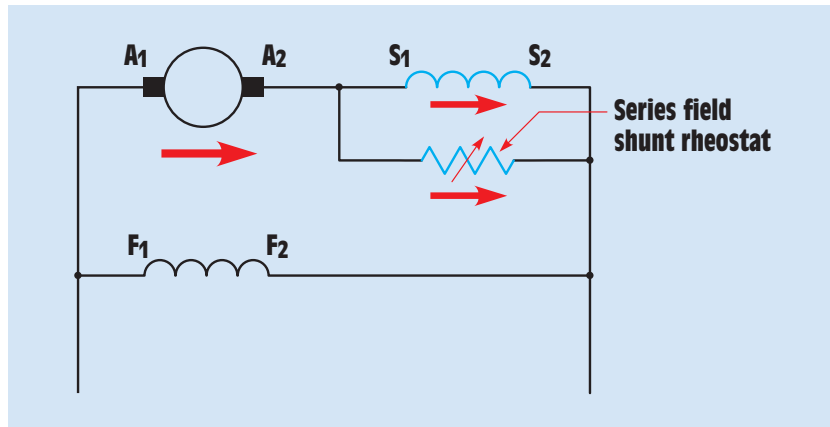 A1 A2 S1 S2
Series field
shunt rheostat
F1 F2